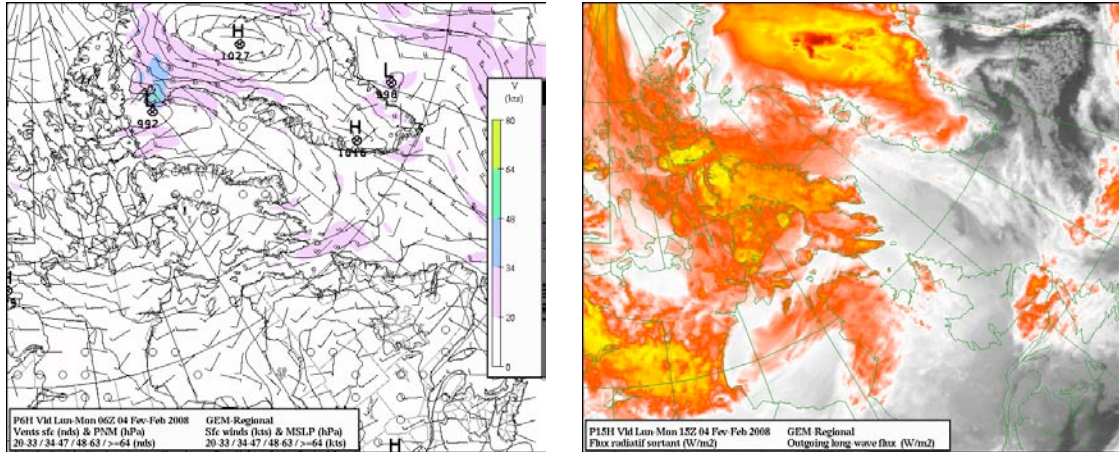 H
1027
L
998
L
992
H
1016
V
(kts)
80
64
48
34
20
0
H
H
P6H Vld Lun-Mon 06Z 04 Fev-Feb 2008 GEM-Regional
Vents sfc (nds) & PNM (hPa) Sfc winds (kts) & MSLP (hPa)
20-33 / 34-47 / 48-63 / >=64 (nds) 20-33 / 34-47 / 48-63 / >=64 (kts)
P15H Vld Lun-Mon 15Z 04 Fev-Feb 2008 GEM-Regional
Flux radiatif sortant (W/m2) Outgoing long-wave flux (W/m2)